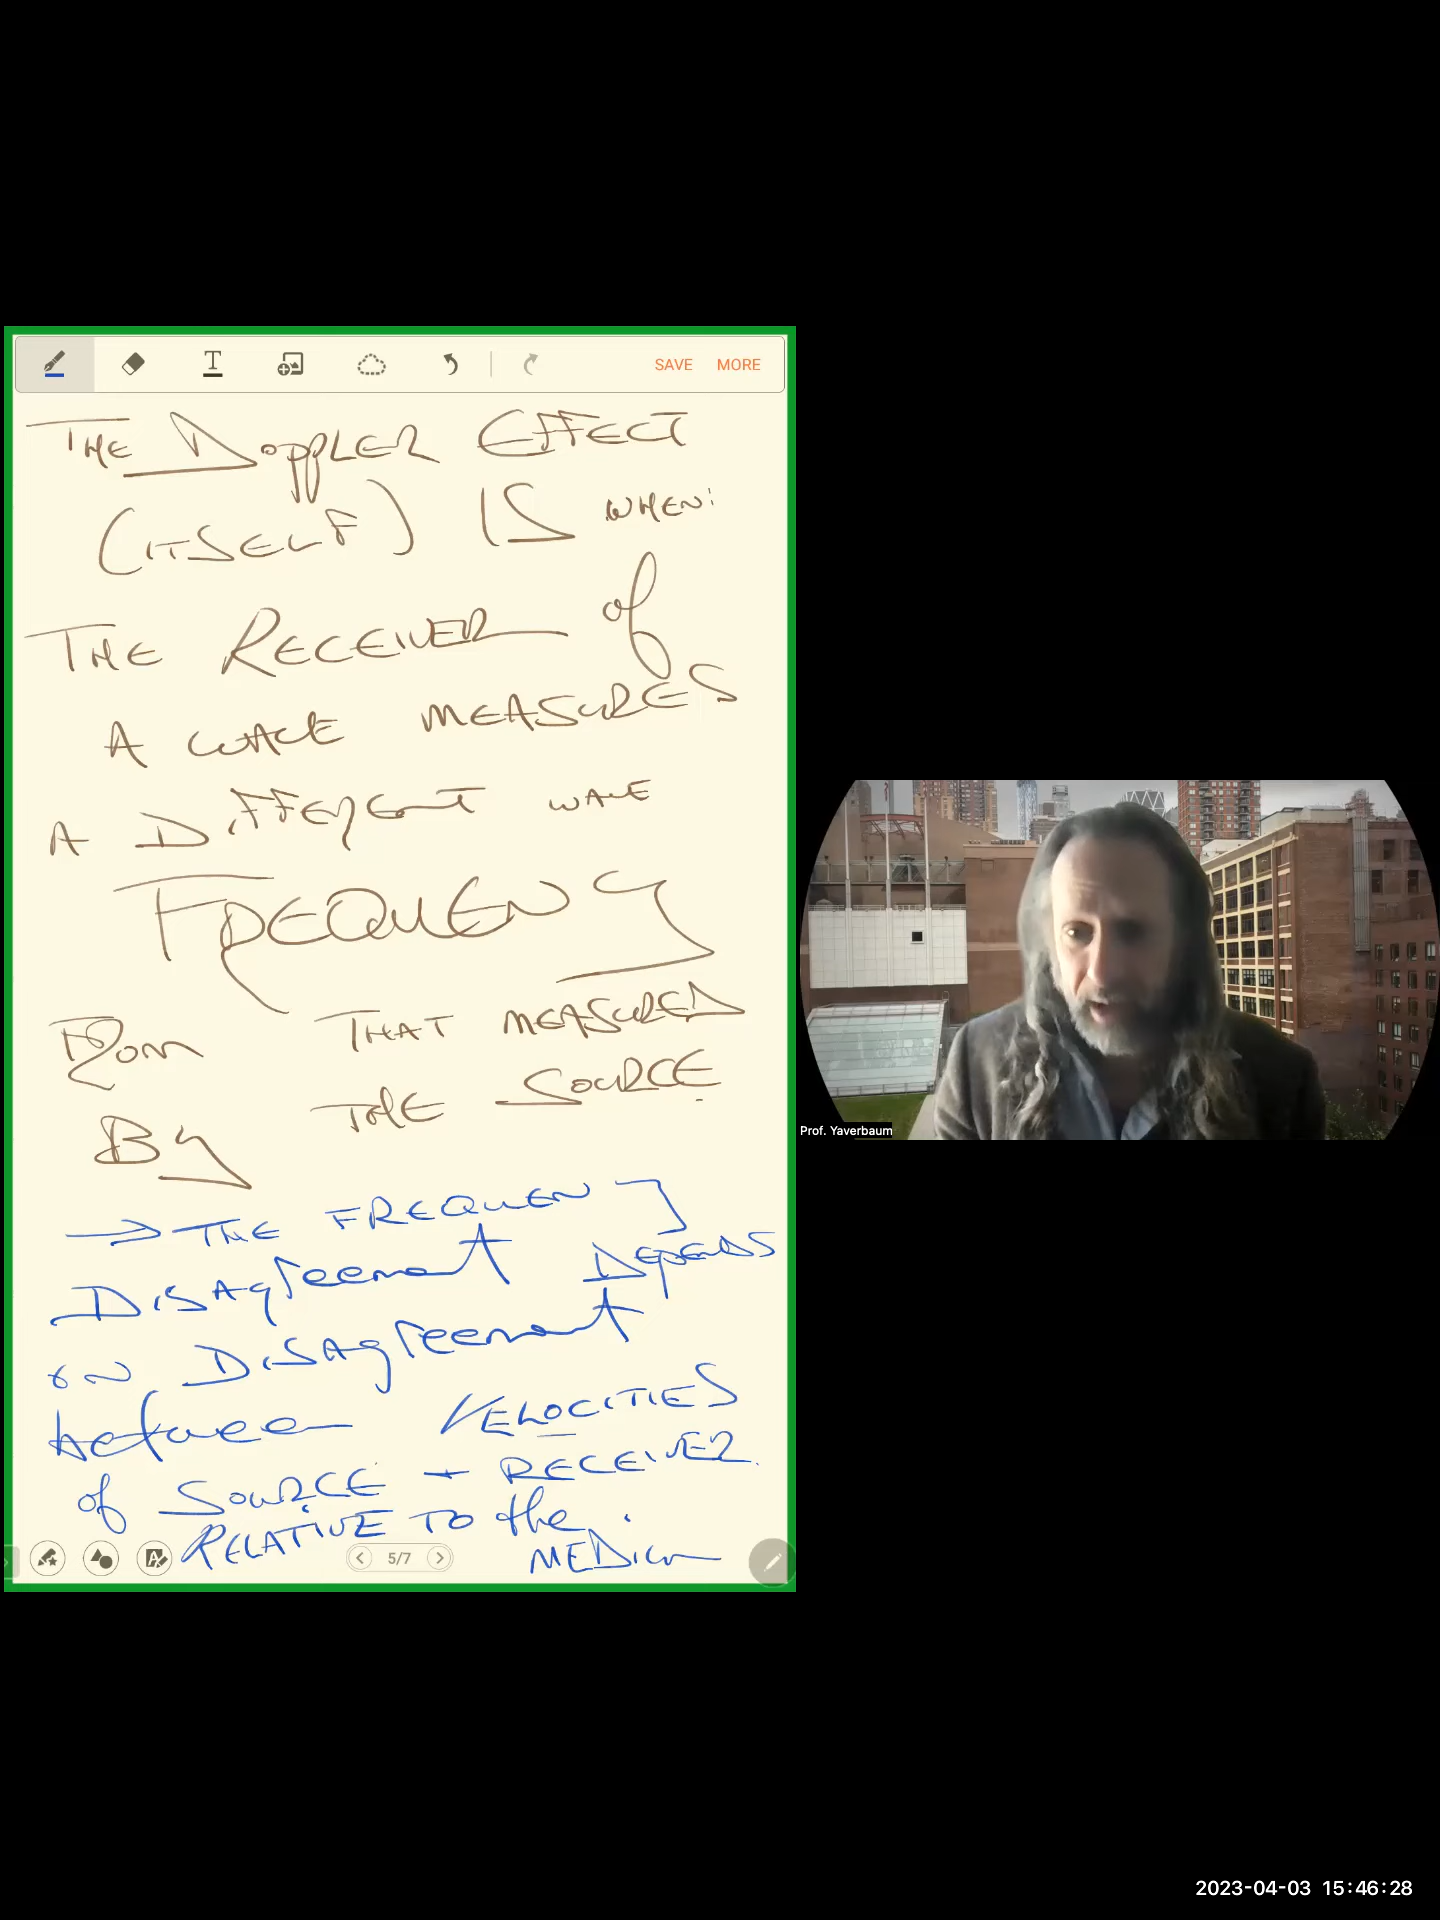 T
SAVE MORE
THE DOPPLER EFFECT
(ITSELF) IS WHEN:
THE RECEIVER of
A WAVE MEASURES
A DIFFERENT WAVE
FREQUENCY
FROM THAT MEASURED
BY THE SOURCE.
→ THE FREQUENCY
DISAgreement DEPENDS
ON DISAgreement
between VELOCITIES
of SOURCE + RECEIVER.
RELATIVE TO the
MEDIUM
5/7
Prof. Yaverbaum
2023-04-03 15:46:28